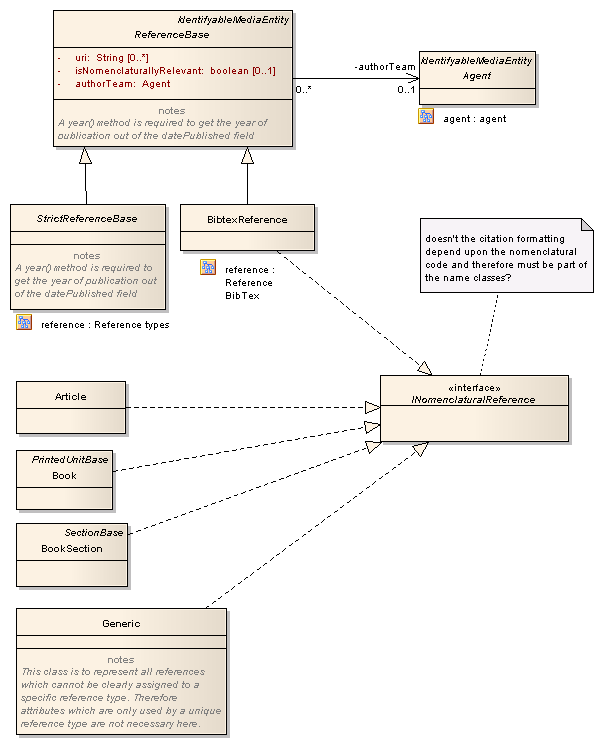 IdentifyableMediaEntity
ReferenceBase
- uri: String [0..*]
- isNomenclaturallyRelevant: boolean [0..1]
- authorTeam: Agent
notes
A year() method is required to get the year of
publication out of the datePublished field
-authorTeam
0..*
0..1
IdentifyableMediaEntity
Agent
agent : agent
StrictReferenceBase
notes
A year() method is required to
get the year of publication out
of the datePublished field
reference : Reference types
BibtexReference
reference :
Reference
BibTex
doesn't the citation formatting
depend upon the nomenclatural
code and therefore must be part of
the name classes?
«interface»
INomenclaturalReference
Article
PrintedUnitBase
Book
SectionBase
BookSection
Generic
notes
This class is to represent all references
which cannot be clearly assigned to a
specific reference type. Therefore
attributes which are only used by a unique
reference type are not necessary here.